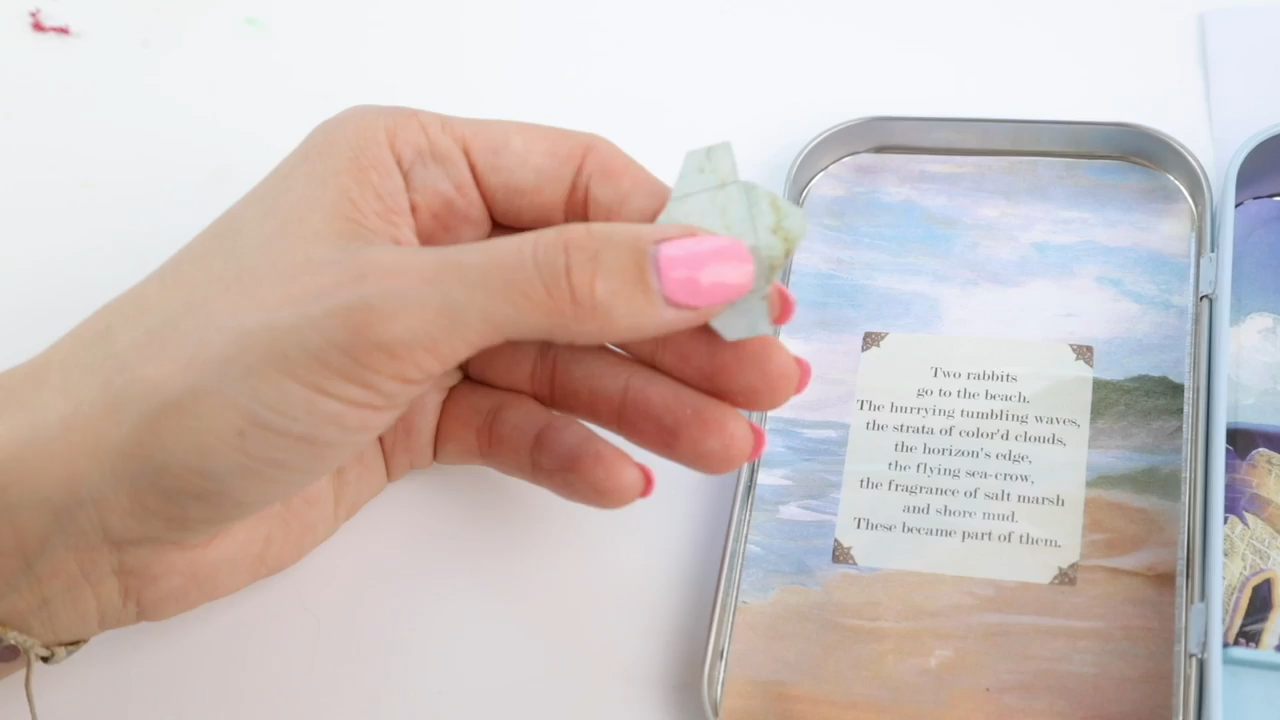 Two rabbits
go to the beach.
The hurrying tumbling waves,
the strata of color'd clouds,
the horizon's edge,
the flying sea-crow,
the fragrance of salt marsh
and shore mud.
These became part of them.